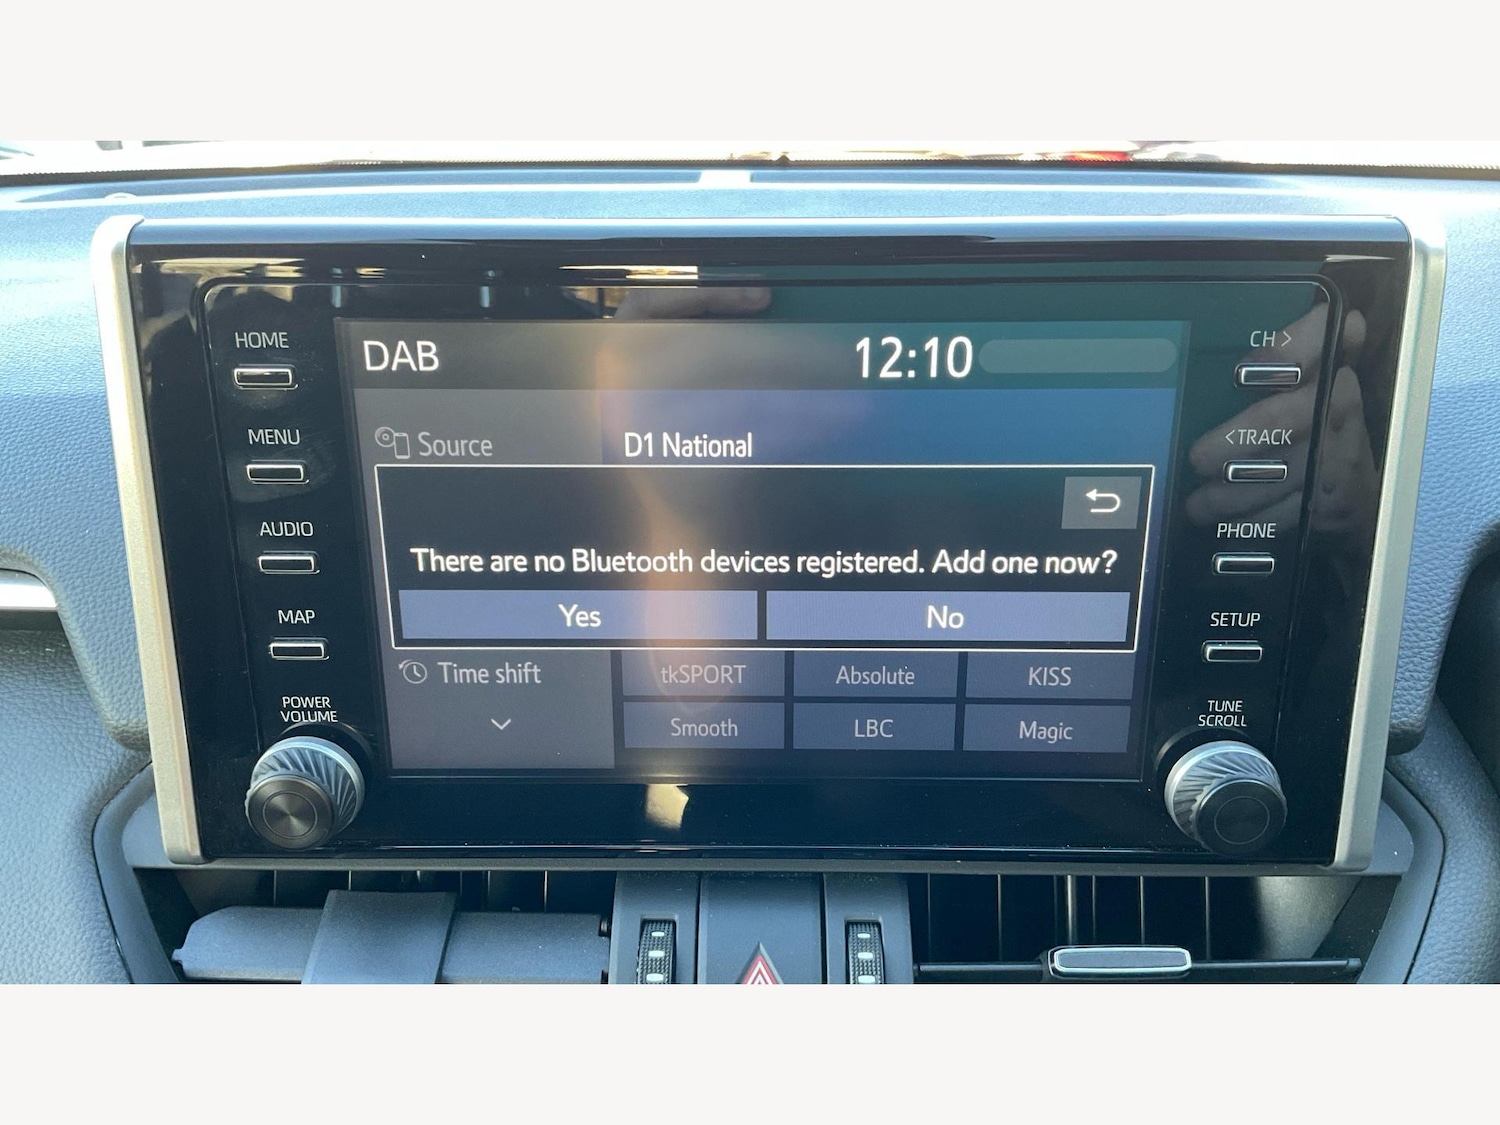 HOME
MENU
AUDIO
MAP
POWER
VOLUME
DAB
12:10
Source
D1 National
There are no Bluetooth devices registered. Add one now?
Yes
No
Time shift
tkSPORT
Absolute
KISS
Smooth
LBC
Magic
CH >
< TRACK
PHONE
SETUP
TUNE
SCROLL